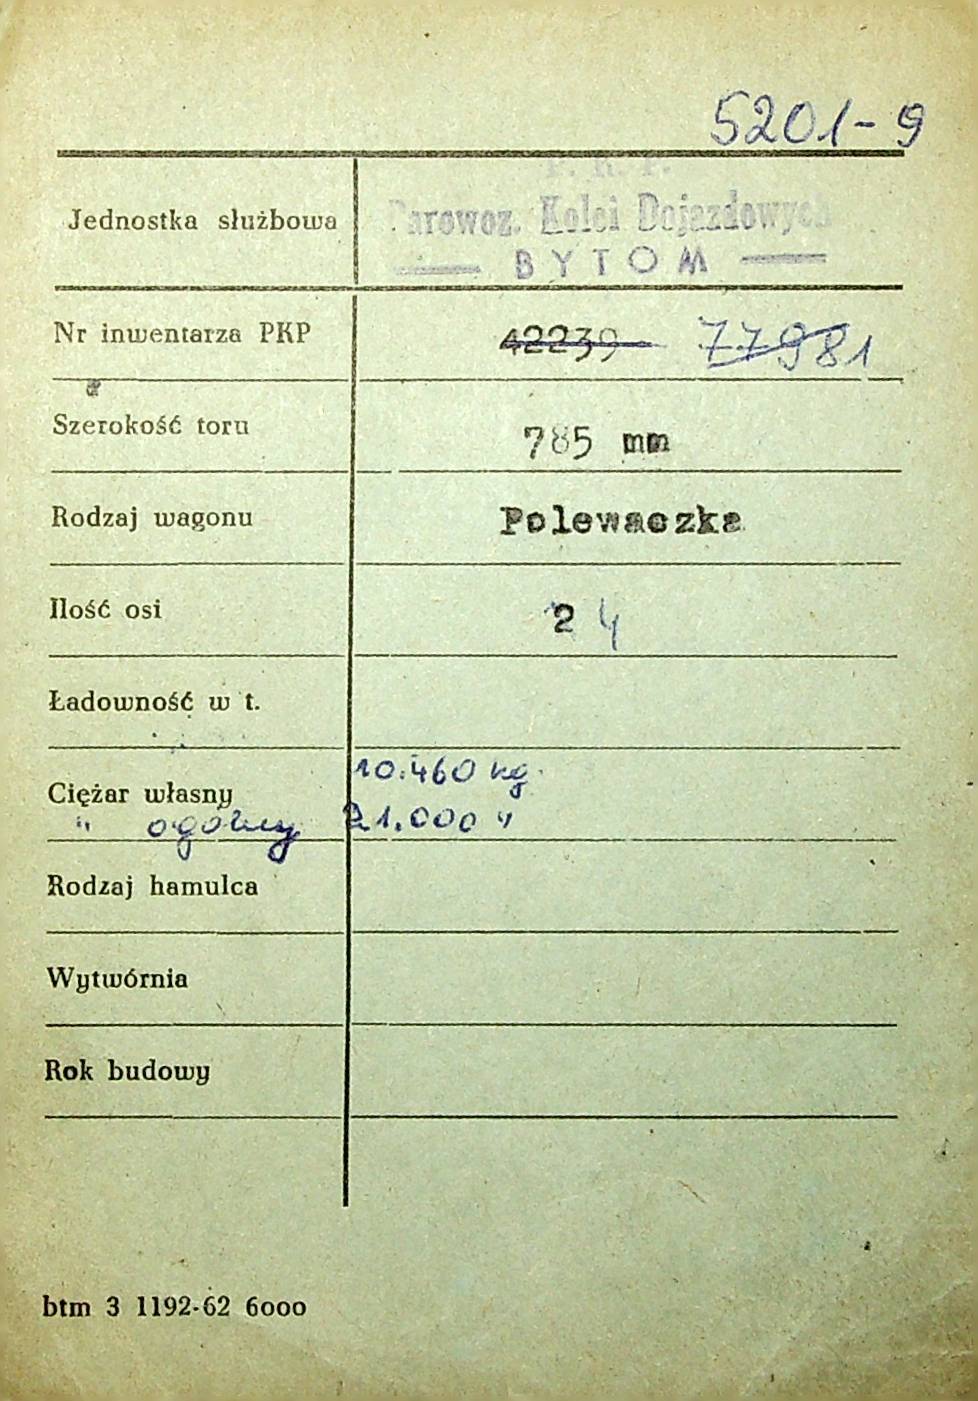 5201-9
P. K. P.
Jednostka służbowa Parowoz. Kolei Dojazdowych
BYTOM
Nr inwentarza PKP 42239 77981
Szerokość toru 785 mm
Rodzaj wagonu Polewaczka
Ilość osi 2 4
Ładowność w t.
10.460 kg.
Ciężar własny
" ogólny 21.000 "
Rodzaj hamulca
Wytwórnia
Rok budowy
btm 3 1192-62 6000